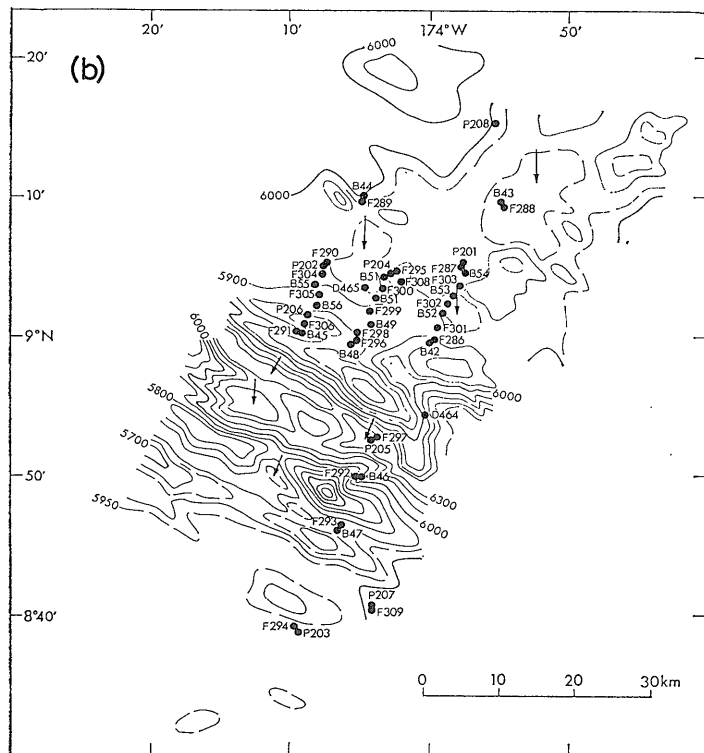 20′ 10′ 174°W 50′
20′
(b)
6000
P208
10′
6000
B44
F289
B43
F288
F290
P202
F304
B55
F305
B56
5900
P206
F306
F291
B45
P204
B51
D465
F295
F308
F300
B51
F299
B49
F298
F296
B48
P201
F287
B54
F303
B53
F302
B52
F301
F286
B42
9°N
6000
6000
5800
5700
5950
D464
F297
P205
50′
F292
B46
6300
6000
F293
B47
P207
F309
8°40′
F294
P203
0 10 20 30km